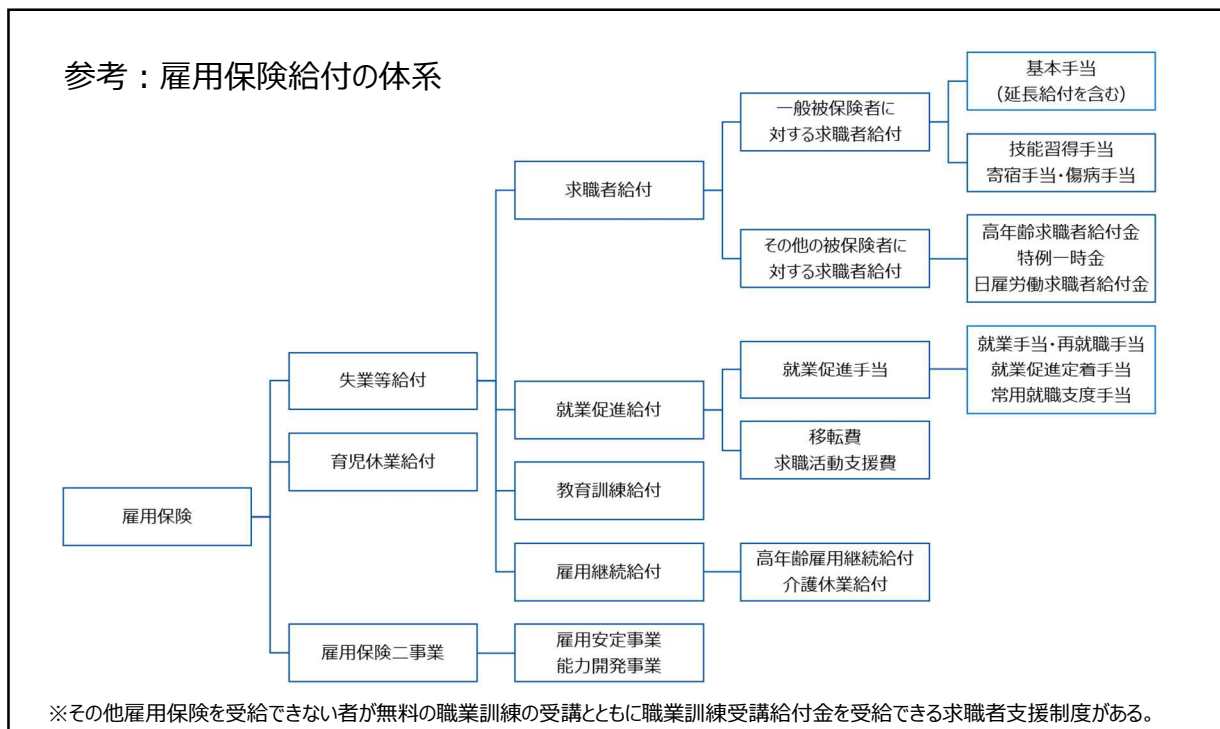 参考：雇用保険給付の体系
基本手当
(延長給付を含む)
一般被保険者に
対する求職者給付
技能習得手当
寄宿手当・傷病手当
求職者給付
その他の被保険者に
対する求職者給付
高年齢求職者給付金
特例一時金
日雇労働求職者給付金
失業等給付
就業促進給付
就業促進手当
就業手当・再就職手当
就業促進定着手当
常用就職支度手当
移転費
求職活動支援費
育児休業給付
教育訓練給付
雇用保険
雇用継続給付
高年齢雇用継続給付
介護休業給付
雇用保険二事業
雇用安定事業
能力開発事業
※その他雇用保険を受給できない者が無料の職業訓練の受講とともに職業訓練受講給付金を受給できる求職者支援制度がある。